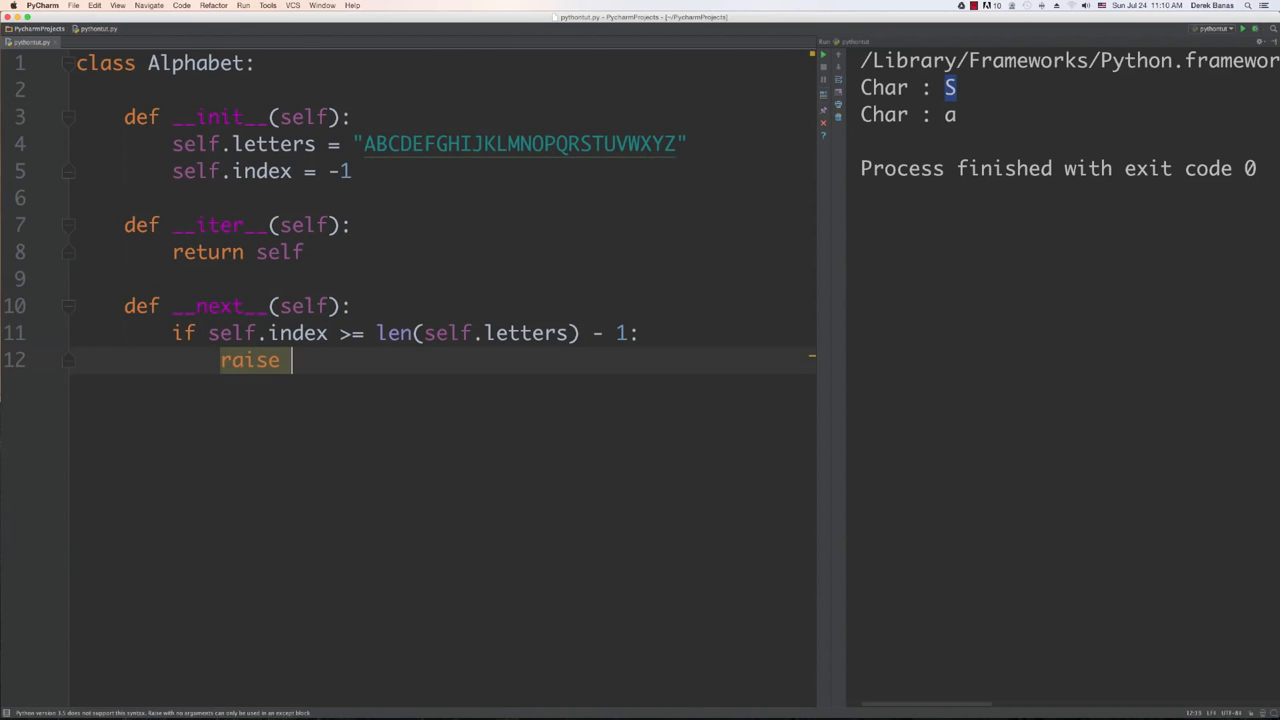 PyCharm File Edit View Navigate Code Refactor Run Tools VCS Window Help
10 Sun Jul 24 11:10 AM Derek Banas
pythontut.py - PycharmProjects - [~/PycharmProjects]
PycharmProjects pythontut.py
pythontut
pythontut.py
Run: pythontut
1 class Alphabet:
2
3 def __init__(self):
4 self.letters = "ABCDEFGHIJKLMNOPQRSTUVWXYZ"
5 self.index = -1
6
7 def __iter__(self):
8 return self
9
10 def __next__(self):
11 if self.index >= len(self.letters) - 1:
12 raise
/Library/Frameworks/Python.framewor
Char : S
Char : a
Process finished with exit code 0
Python version 3.5 does not support this syntax. Raise with no arguments can only be used in an except block
12:15 LF÷ UTF-8÷